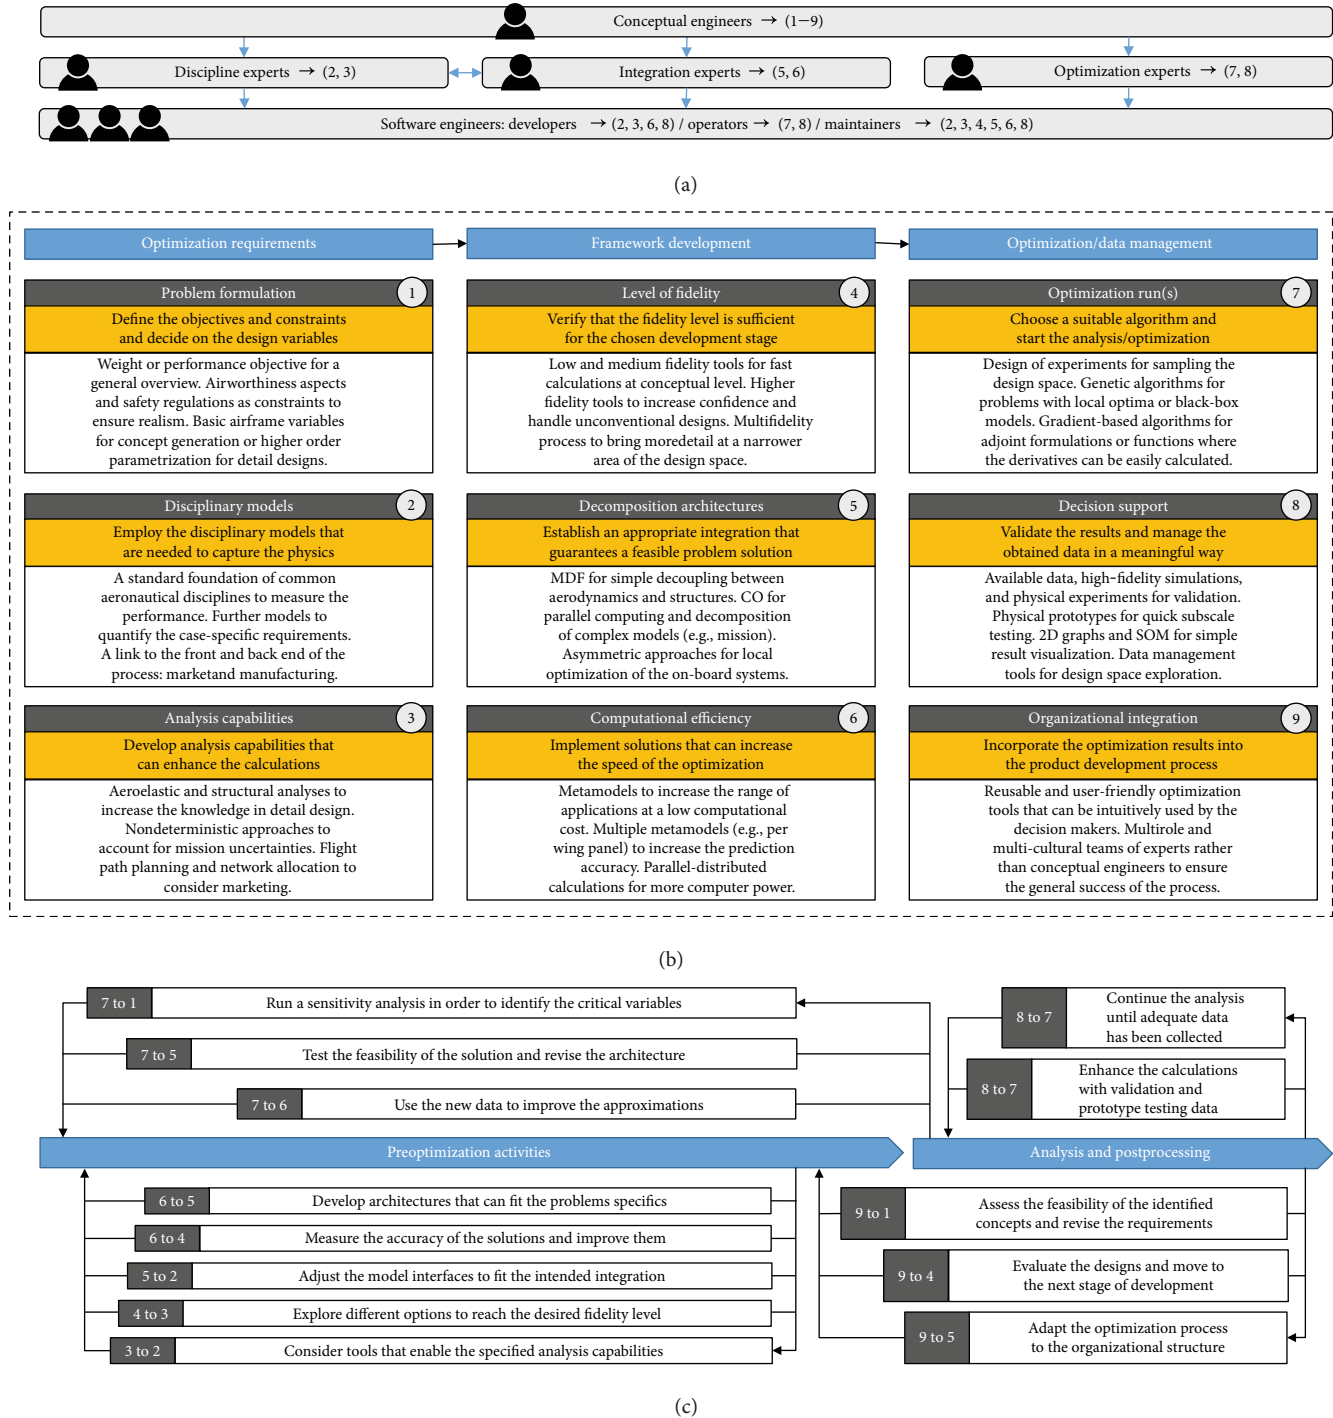 Conceptual engineers → (1−9)
Discipline experts → (2, 3)
Integration experts → (5, 6)
Optimization experts → (7, 8)
Software engineers: developers → (2, 3, 6, 8) / operators → (7, 8) / maintainers → (2, 3, 4, 5, 6, 8)
(a)
Optimization requirements
Framework development
Optimization/data management
Problem formulation
1
Define the objectives and constraints
and decide on the design variables
Weight or performance objective for a
general overview. Airworthiness aspects
and safety regulations as constraints to
ensure realism. Basic airframe variables
for concept generation or higher order
parametrization for detail designs.
Level of fidelity
4
Verify that the fidelity level is sufficient
for the chosen development stage
Low and medium fidelity tools for fast
calculations at conceptual level. Higher
fidelity tools to increase confidence and
handle unconventional designs. Multifidelity
process to bring moredetail at a narrower
area of the design space.
Optimization run(s)
7
Choose a suitable algorithm and
start the analysis/optimization
Design of experiments for sampling the
design space. Genetic algorithms for
problems with local optima or black-box
models. Gradient-based algorithms for
adjoint formulations or functions where
the derivatives can be easily calculated.
Disciplinary models
2
Employ the disciplinary models that
are needed to capture the physics
A standard foundation of common
aeronautical disciplines to measure the
performance. Further models to
quantify the case-specific requirements.
A link to the front and back end of the
process: marketand manufacturing.
Decomposition architectures
5
Establish an appropriate integration that
guarantees a feasible problem solution
MDF for simple decoupling between
aerodynamics and structures. CO for
parallel computing and decomposition
of complex models (e.g., mission).
Asymmetric approaches for local
optimization of the on-board systems.
Decision support
8
Validate the results and manage the
obtained data in a meaningful way
Available data, high-fidelity simulations,
and physical experiments for validation.
Physical prototypes for quick subscale
testing. 2D graphs and SOM for simple
result visualization. Data management
tools for design space exploration.
Analysis capabilities
3
Develop analysis capabilities that
can enhance the calculations
Aeroelastic and structural analyses to
increase the knowledge in detail design.
Nondeterministic approaches to
account for mission uncertainties. Flight
path planning and network allocation to
consider marketing.
Computational efficiency
6
Implement solutions that can increase
the speed of the optimization
Metamodels to increase the range of
applications at a low computational
cost. Multiple metamodels (e.g., per
wing panel) to increase the prediction
accuracy. Parallel-distributed
calculations for more computer power.
Organizational integration
9
Incorporate the optimization results into
the product development process
Reusable and user-friendly optimization
tools that can be intuitively used by the
decision makers. Multirole and
multi-cultural teams of experts rather
than conceptual engineers to ensure
the general success of the process.
(b)
7 to 1
Run a sensitivity analysis in order to identify the critical variables
7 to 5
Test the feasibility of the solution and revise the architecture
7 to 6
Use the new data to improve the approximations
8 to 7
Continue the analysis
until adequate data
has been collected
8 to 7
Enhance the calculations
with validation and
prototype testing data
Preoptimization activities
Analysis and postprocessing
6 to 5
Develop architectures that can fit the problems specifics
6 to 4
Measure the accuracy of the solutions and improve them
5 to 2
Adjust the model interfaces to fit the intended integration
4 to 3
Explore different options to reach the desired fidelity level
3 to 2
Consider tools that enable the specified analysis capabilities
9 to 1
Assess the feasibility of the identified
concepts and revise the requirements
9 to 4
Evaluate the designs and move to
the next stage of development
9 to 5
Adapt the optimization process
to the organizational structure
(c)